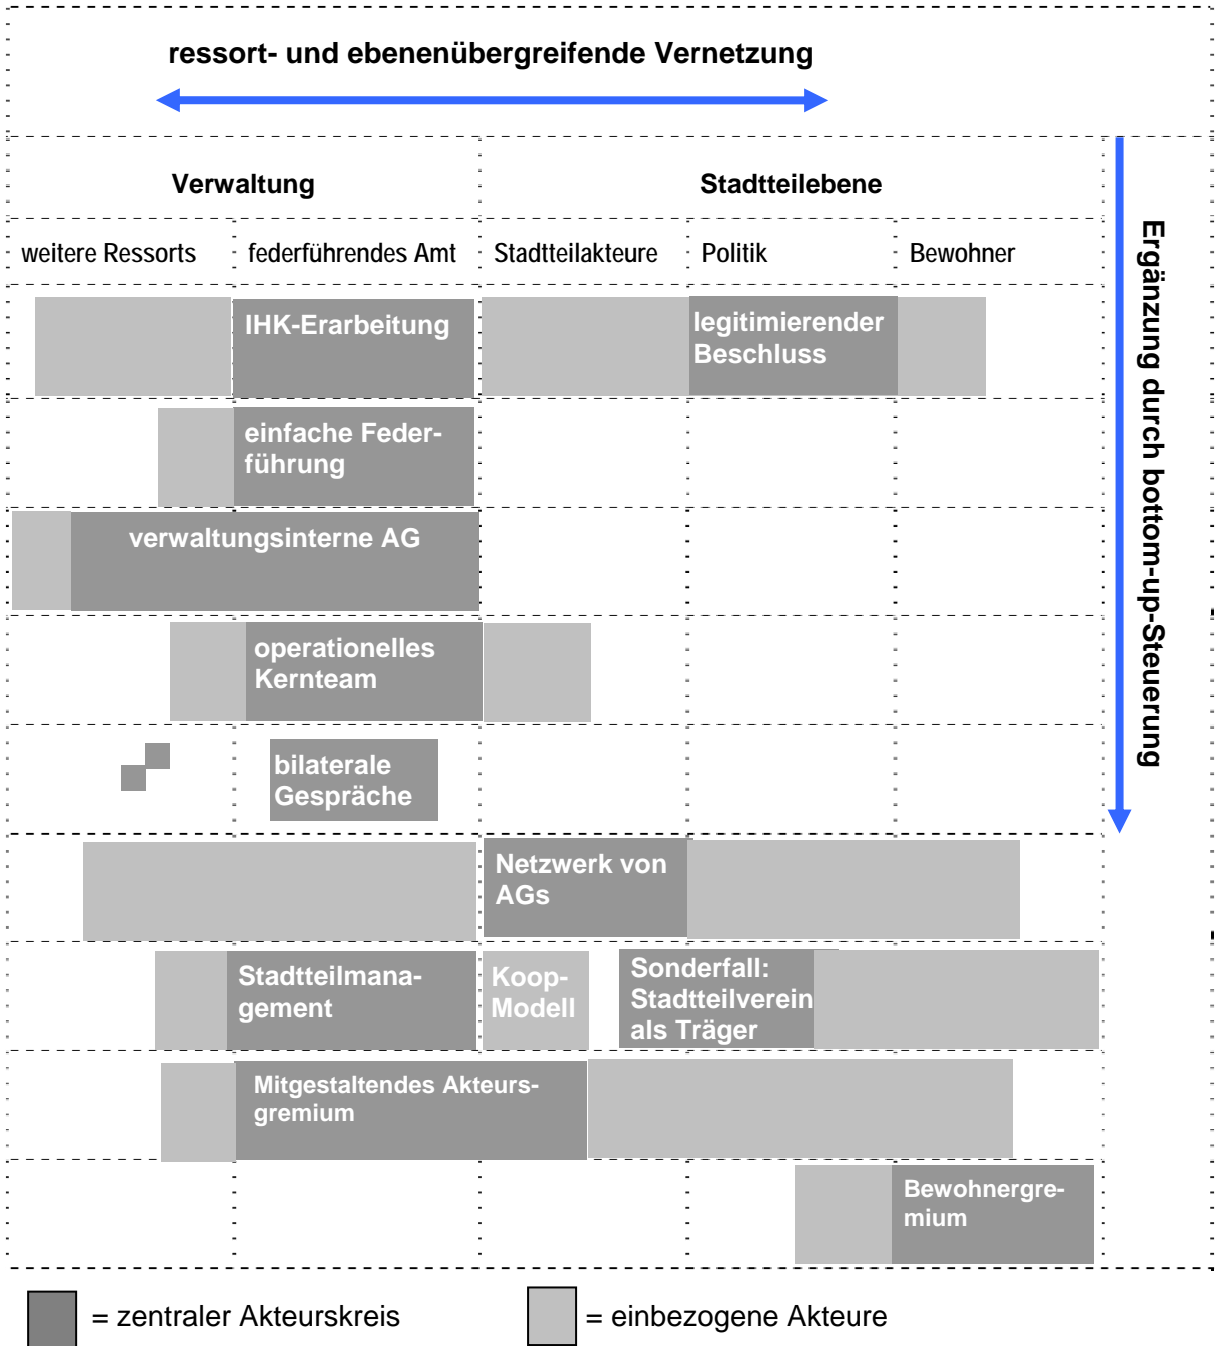 ressort- und ebenenübergreifende Vernetzung
Verwaltung
Stadtteilebene
weitere Ressorts
federführendes Amt
Stadtteilakteure
Politik
Bewohner
Ergänzung durch bottom-up-Steuerung
IHK-Erarbeitung
legitimierender
Beschluss
einfache Feder-
führung
verwaltungsinterne AG
operationelles
Kernteam
bilaterale
Gespräche
Netzwerk von
AGs
Stadtteilmana-
gement
Koop-
Modell
Sonderfall:
Stadtteilverein
als Träger
Mitgestaltendes Akteurs-
gremium
Bewohnergre-
mium
= zentraler Akteurskreis
= einbezogene Akteure